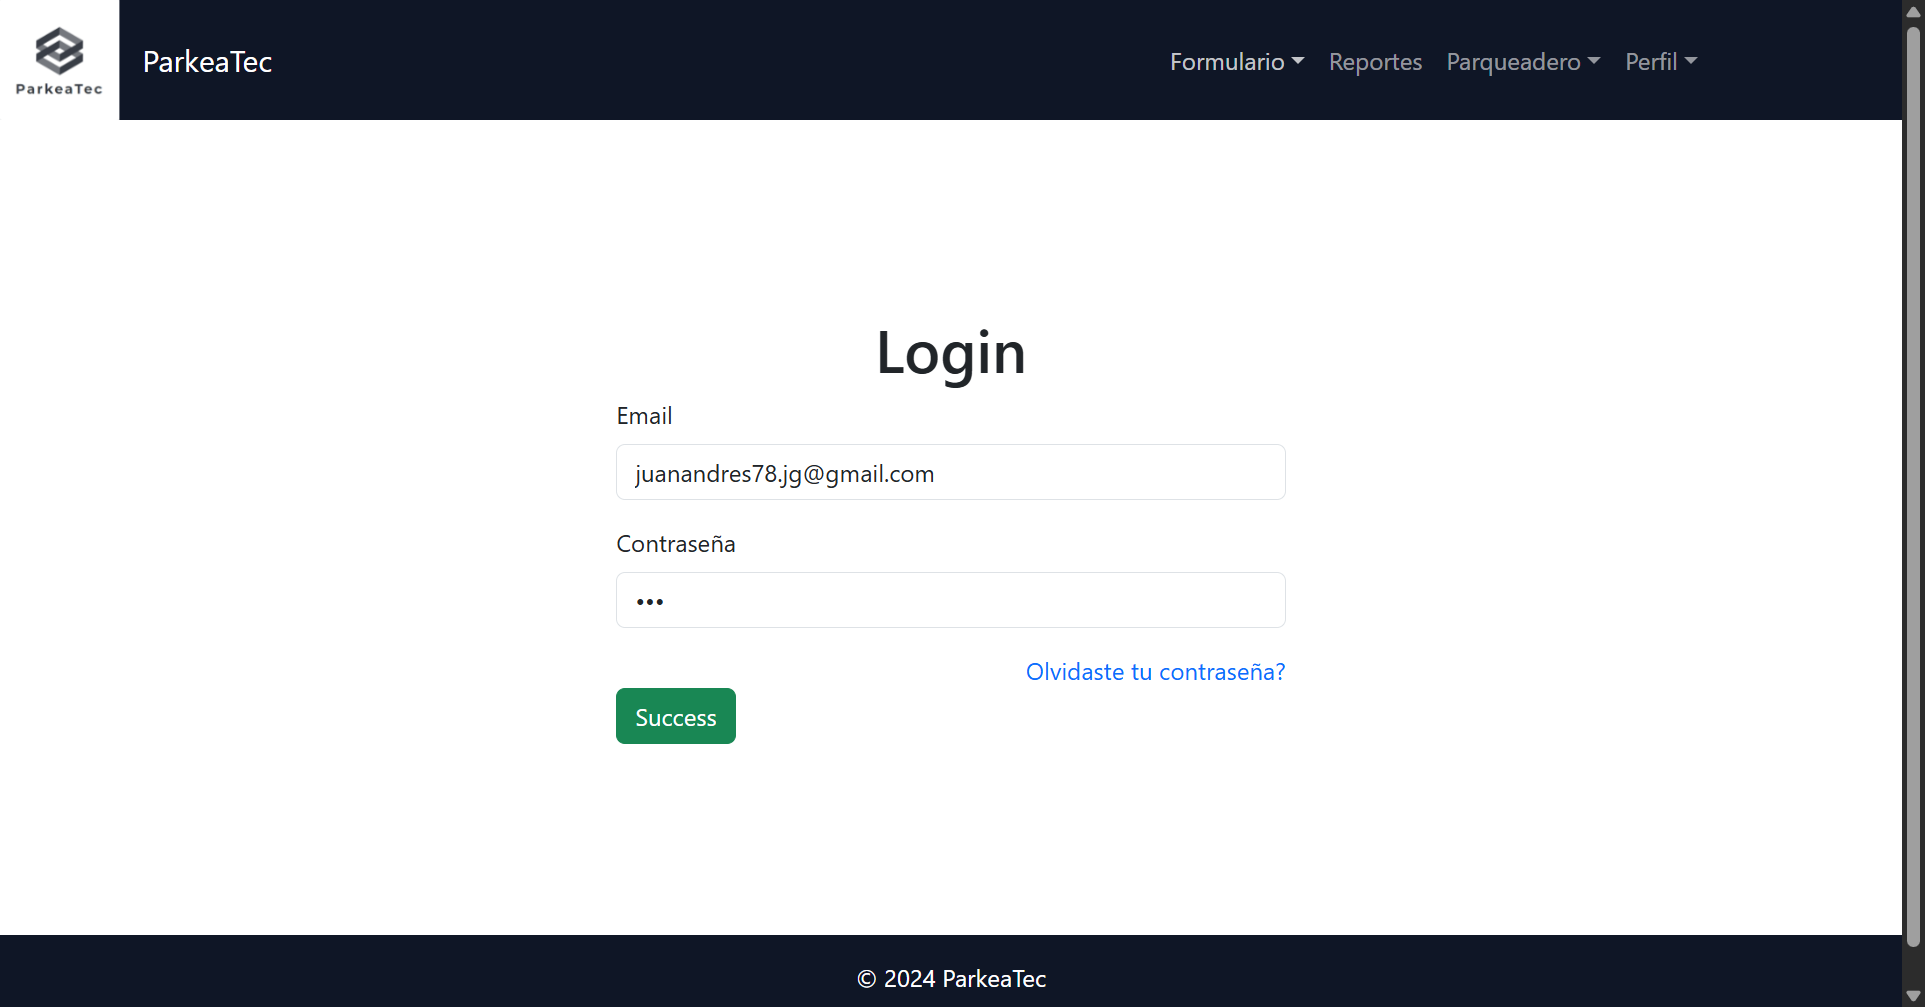 ParkeaTec
ParkeaTec
Formulario Reportes Parqueadero Perfil
Login
Email
juanandres78.jg@gmail.com
Contraseña
•••
Olvidaste tu contraseña?
Success
© 2024 ParkeaTec